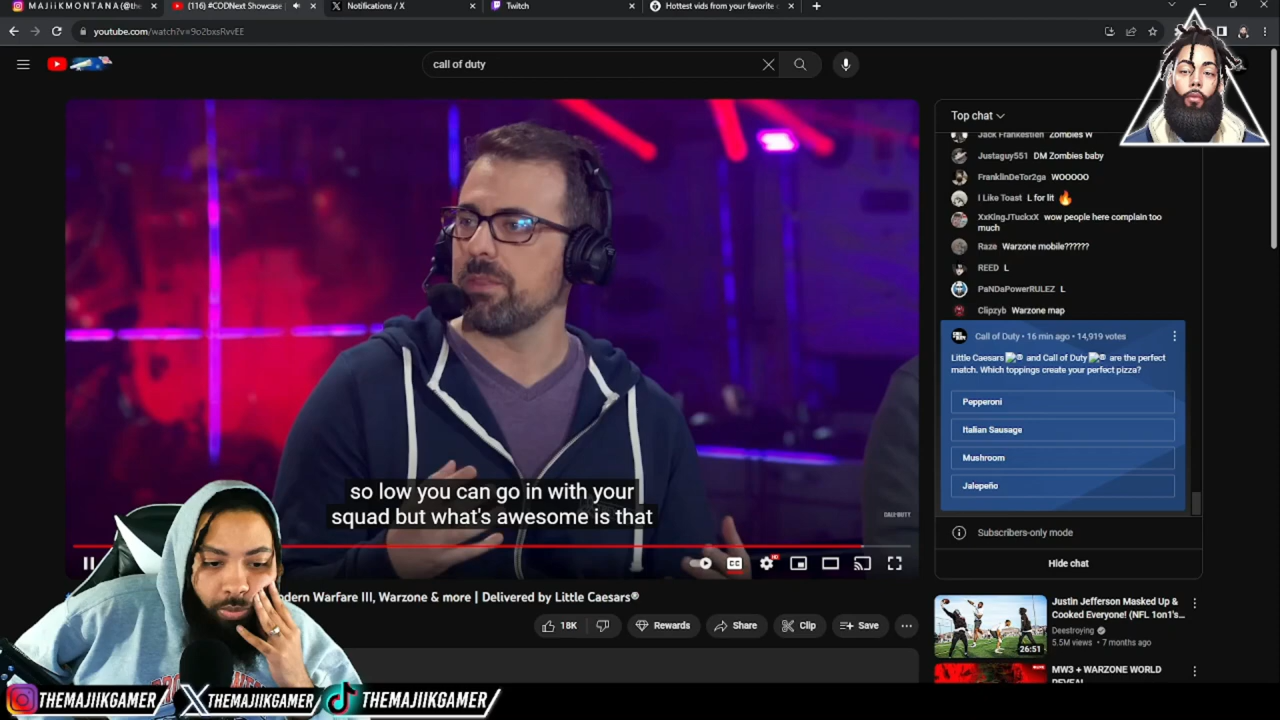 M A J i i K M O N T A N A (@the
(116) #CODNext Showcase
Notifications / X
Twitch
Hottest vids from your favorite c
youtube.com/watch?v=9o2bxsRvvEE
call of duty
Top chat
Jack Frankestien Zombies W
Justaguy551 DM Zombies baby
FranklinDeTor2ga WOOOOO
I Like Toast L for lit
XxKingJTuckxX wow people here complain too
much
Raze Warzone mobile??????
REED L
PaNDaPowerRULEZ L
Clipzyb Warzone map
Call of Duty • 16 min ago • 14,919 votes
Little Caesars ® and Call of Duty ® are the perfect
match. Which toppings create your perfect pizza?
Pepperoni
Italian Sausage
Mushroom
Jalepeño
Subscribers-only mode
Hide chat
so low you can go in with your
squad but what's awesome is that
CALL·DUTY
CC
HD
dern Warfare III, Warzone & more | Delivered by Little Caesars®
18K
Rewards
Share
Clip
Save
Justin Jefferson Masked Up &
Cooked Everyone! (NFL 1on1's...
Deestroying
5.5M views • 7 months ago
26:51
MW3 + WARZONE WORLD
REVEAL
THEMAJIIKGAMER
THEMAJIIKGAMER
THEMAJIIKGAMER